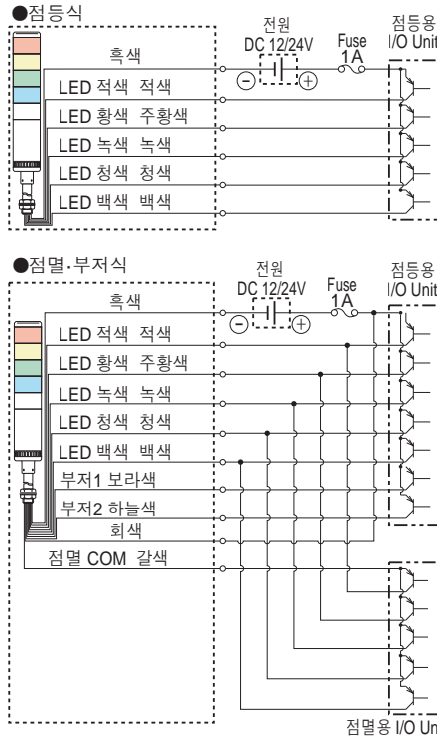 ●점등식
전원
DC 12/24V
Fuse
1A
점등용
I/O Unit
흑색
LED 적색 적색
LED 황색 주황색
LED 녹색 녹색
LED 청색 청색
LED 백색 백색
●점멸·부저식
전원
DC 12/24V
Fuse
1A
점등용
I/O Unit
흑색
LED 적색 적색
LED 황색 주황색
LED 녹색 녹색
LED 청색 청색
LED 백색 백색
부저1 보라색
부저2 하늘색
회색
점멸 COM 갈색
점멸용 I/O Un